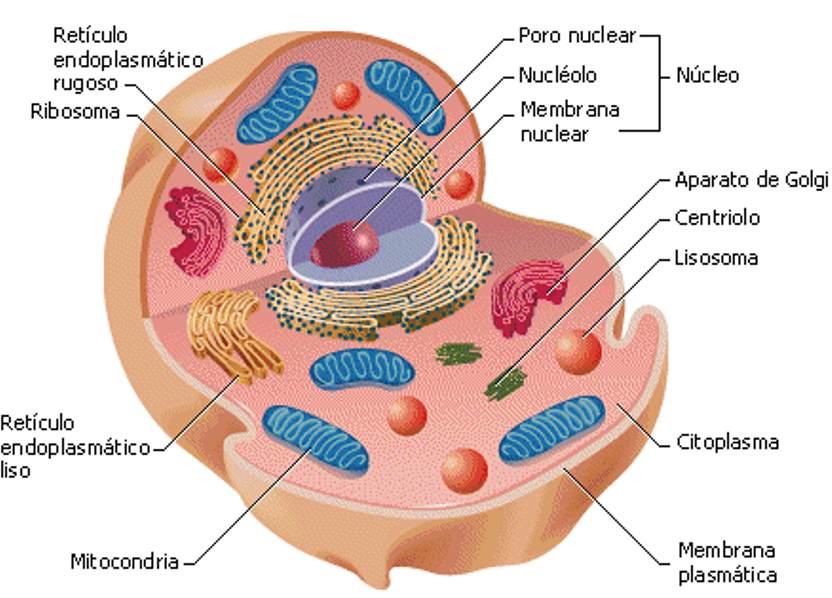 Retículo
endoplasmático
rugoso
Ribosoma
Poro nuclear
Nucléolo
Membrana
nuclear
Núcleo
Aparato de Golgi
Centriolo
Lisosoma
Retículo
endoplasmático
liso
Mitocondria
Citoplasma
Membrana
plasmática